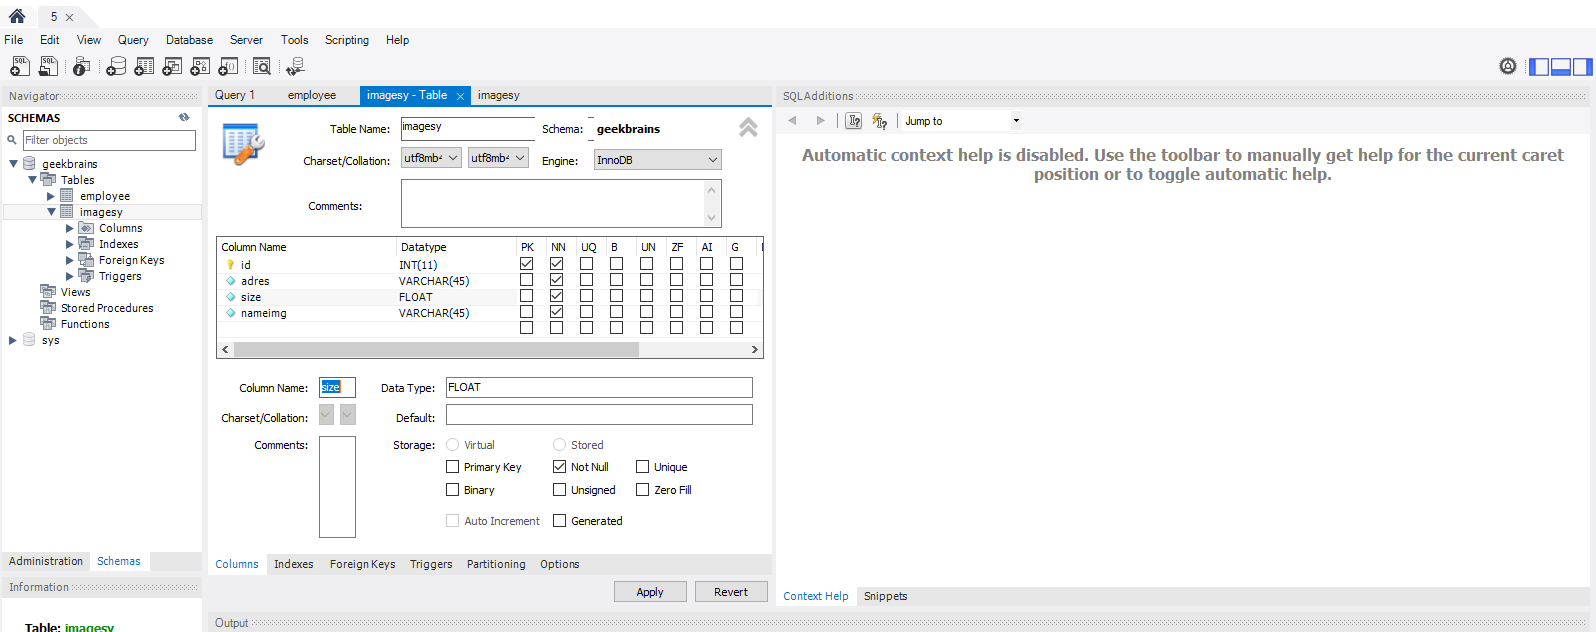 5
File Edit View Query Database Server Tools Scripting Help
Navigator
SCHEMAS
Filter objects
geekbrains
Tables
employee
imagesy
Columns
Indexes
Foreign Keys
Triggers
Views
Stored Procedures
Functions
sys
Administration Schemas
Information
Table: imagesy
Query 1 employee imagesy - Table imagesy
Table Name: imagesy Schema: geekbrains
Charset/Collation: utf8mb4 utf8mb4 Engine: InnoDB
Comments:
Column Name Datatype PK NN UQ B UN ZF AI G
id INT(11)
adres VARCHAR(45)
size FLOAT
nameimg VARCHAR(45)
Column Name: size Data Type: FLOAT
Charset/Collation: Default:
Comments: Storage: Virtual Stored
Primary Key Not Null Unique
Binary Unsigned Zero Fill
Auto Increment Generated
Columns Indexes Foreign Keys Triggers Partitioning Options
Apply Revert
Output
SQLAdditions
Jump to
Automatic context help is disabled. Use the toolbar to manually get help for the current caret
position or to toggle automatic help.
Context Help Snippets